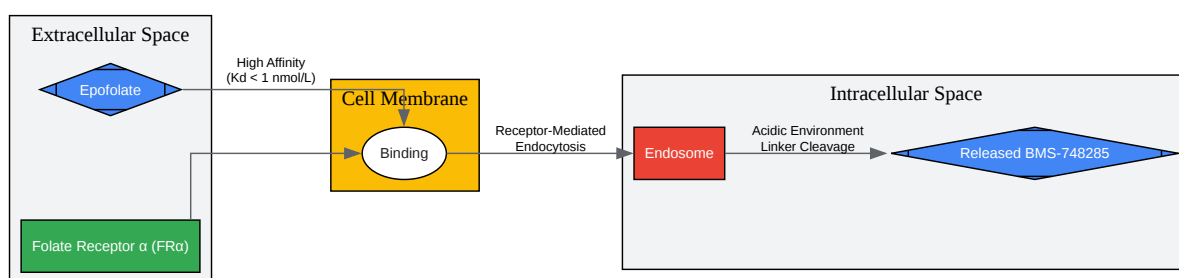 Extracellular Space
Epofolate
Folate Receptor α (FRα)
High Affinity
(Kd < 1 nmol/L)
Cell Membrane
Binding
Receptor-Mediated
Endocytosis
Intracellular Space
Endosome
Acidic Environment
Linker Cleavage
Released BMS-748285